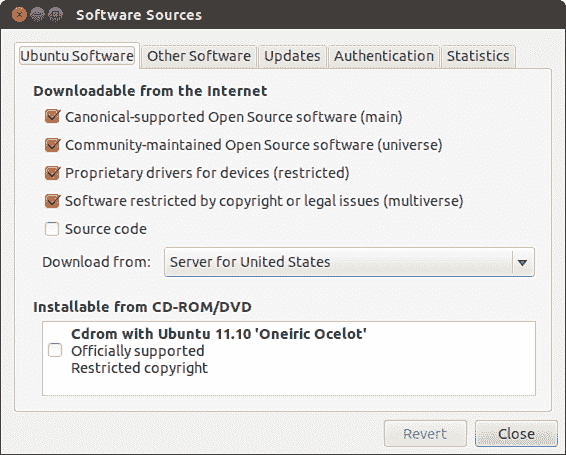 Software Sources
Ubuntu Software Other Software Updates Authentication Statistics
Downloadable from the Internet
Canonical-supported Open Source software (main)
Community-maintained Open Source software (universe)
Proprietary drivers for devices (restricted)
Software restricted by copyright or legal issues (multiverse)
Source code
Download from: Server for United States
Installable from CD-ROM/DVD
Cdrom with Ubuntu 11.10 'Oneiric Ocelot'
Officially supported
Restricted copyright
Revert Close